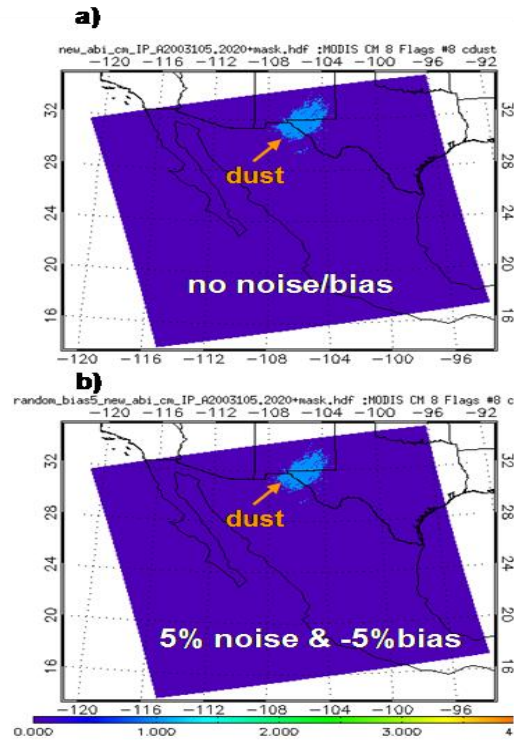 a)
new_abi_cm_IP_A2003105.2020+mask.hdf :MODIS CM 8 Flags #8 cdust
−120 −116 −112 −108 −104 −100 −96 −92
32 32
28 28
24 24
20 20
16 16
dust
no noise/bias
−120 −116 −112 −108 −104 −100 −96
b)
random_bias5_new_abi_cm_IP_A2003105.2020+mask.hdf :MODIS CM 8 Flags #8 c
−120 −116 −112 −108 −104 −100 −96 −92
32 32
28 28
24 24
20 20
16 16
dust
5% noise & -5%bias
−120 −116 −112 −108 −104 −100 −96
0.000 1.000 2.000 3.000 4